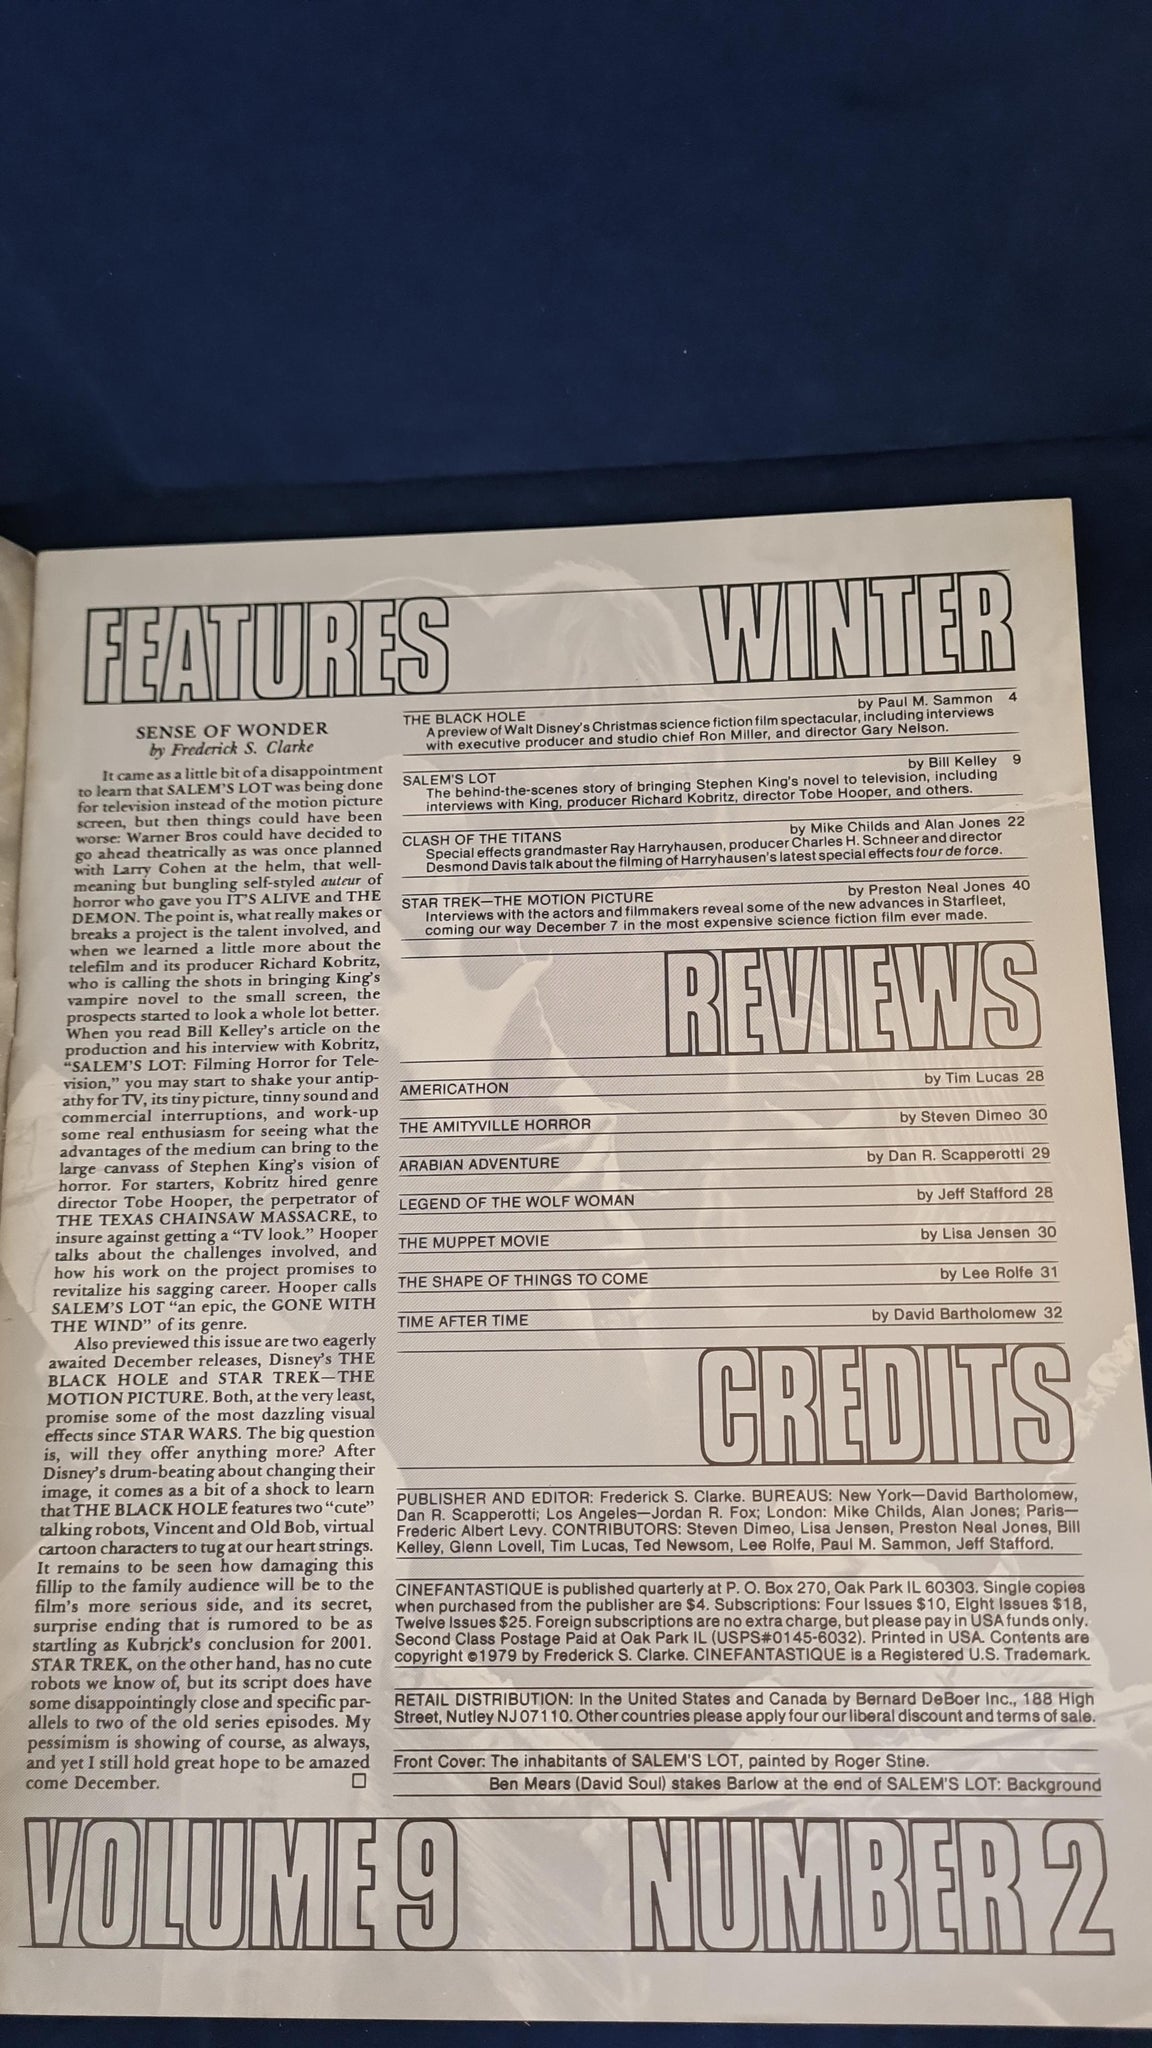 FEATURES
WINTER
SENSE OF WONDER
by Frederick S. Clarke
It came as a little bit of a disappointment
to learn that SALEM'S LOT was being done
for television instead of the motion picture
screen, but then things could have been
worse: Warner Bros could have decided to
go ahead theatrically as was once planned
with Larry Cohen at the helm, that well-
meaning but bungling self-styled auteur of
horror who gave you IT'S ALIVE and THE
DEMON. The point is, what really makes or
breaks a project is the talent involved, and
when we learned a little more about the
telefilm and its producer Richard Kobritz,
who is calling the shots in bringing King's
vampire novel to the small screen, the
prospects started to look a whole lot better.
When you read Bill Kelley's article on the
production and his interview with Kobritz,
"SALEM'S LOT: Filming Horror for Tele-
vision," you may start to shake your antip-
athy for TV, its tiny picture, tinny sound and
commercial interruptions, and work-up
some real enthusiasm for seeing what the
advantages of the medium can bring to the
large canvass of Stephen King's vision of
horror. For starters, Kobritz hired genre
director Tobe Hooper, the perpetrator of
THE TEXAS CHAINSAW MASSACRE, to
insure against getting a "TV look." Hooper
talks about the challenges involved, and
how his work on the project promises to
revitalize his sagging career. Hooper calls
SALEM'S LOT "an epic, the GONE WITH
THE WIND" of its genre.
Also previewed this issue are two eagerly
awaited December releases, Disney's THE
BLACK HOLE and STAR TREK—THE
MOTION PICTURE. Both, at the very least,
promise some of the most dazzling visual
effects since STAR WARS. The big question
is, will they offer anything more? After
Disney's drum-beating about changing their
image, it comes as a bit of a shock to learn
that THE BLACK HOLE features two "cute"
talking robots, Vincent and Old Bob, virtual
cartoon characters to tug at our heart strings.
It remains to be seen how damaging this
fillip to the family audience will be to the
film's more serious side, and its secret,
surprise ending that is rumored to be as
startling as Kubrick's conclusion for 2001.
STAR TREK, on the other hand, has no cute
robots we know of, but its script does have
some disappointingly close and specific par-
allels to two of the old series episodes. My
pessimism is showing of course, as always,
and yet I still hold great hope to be amazed
come December. □
THE BLACK HOLE by Paul M. Sammon 4
A preview of Walt Disney's Christmas science fiction film spectacular, including interviews
with executive producer and studio chief Ron Miller, and director Gary Nelson.
SALEM'S LOT by Bill Kelley 9
The behind-the-scenes story of bringing Stephen King's novel to television, including
interviews with King, producer Richard Kobritz, director Tobe Hooper, and others.
CLASH OF THE TITANS by Mike Childs and Alan Jones 22
Special effects grandmaster Ray Harryhausen, producer Charles H. Schneer and director
Desmond Davis talk about the filming of Harryhausen's latest special effects tour de force.
STAR TREK—THE MOTION PICTURE by Preston Neal Jones 40
Interviews with the actors and filmmakers reveal some of the new advances in Starfleet,
coming our way December 7 in the most expensive science fiction film ever made.
REVIEWS
AMERICATHON by Tim Lucas 28
THE AMITYVILLE HORROR by Steven Dimeo 30
ARABIAN ADVENTURE by Dan R. Scapperotti 29
LEGEND OF THE WOLF WOMAN by Jeff Stafford 28
THE MUPPET MOVIE by Lisa Jensen 30
THE SHAPE OF THINGS TO COME by Lee Rolfe 31
TIME AFTER TIME by David Bartholomew 32
CREDITS
PUBLISHER AND EDITOR: Frederick S. Clarke. BUREAUS: New York—David Bartholomew,
Dan R. Scapperotti; Los Angeles—Jordan R. Fox; London: Mike Childs, Alan Jones; Paris—
Frederic Albert Levy. CONTRIBUTORS: Steven Dimeo, Lisa Jensen, Preston Neal Jones, Bill
Kelley, Glenn Lovell, Tim Lucas, Ted Newsom, Lee Rolfe, Paul M. Sammon, Jeff Stafford.
CINEFANTASTIQUE is published quarterly at P. O. Box 270, Oak Park IL 60303. Single copies
when purchased from the publisher are $4. Subscriptions: Four Issues $10, Eight Issues $18,
Twelve Issues $25. Foreign subscriptions are no extra charge, but please pay in USA funds only.
Second Class Postage Paid at Oak Park IL (USPS#0145-6032). Printed in USA. Contents are
copyright ©1979 by Frederick S. Clarke. CINEFANTASTIQUE is a Registered U.S. Trademark.
RETAIL DISTRIBUTION: In the United States and Canada by Bernard DeBoer Inc., 188 High
Street, Nutley NJ 07110. Other countries please apply four our liberal discount and terms of sale.
Front Cover: The inhabitants of SALEM'S LOT, painted by Roger Stine.
Ben Mears (David Soul) stakes Barlow at the end of SALEM'S LOT: Background
VOLUME 9
NUMBER 2